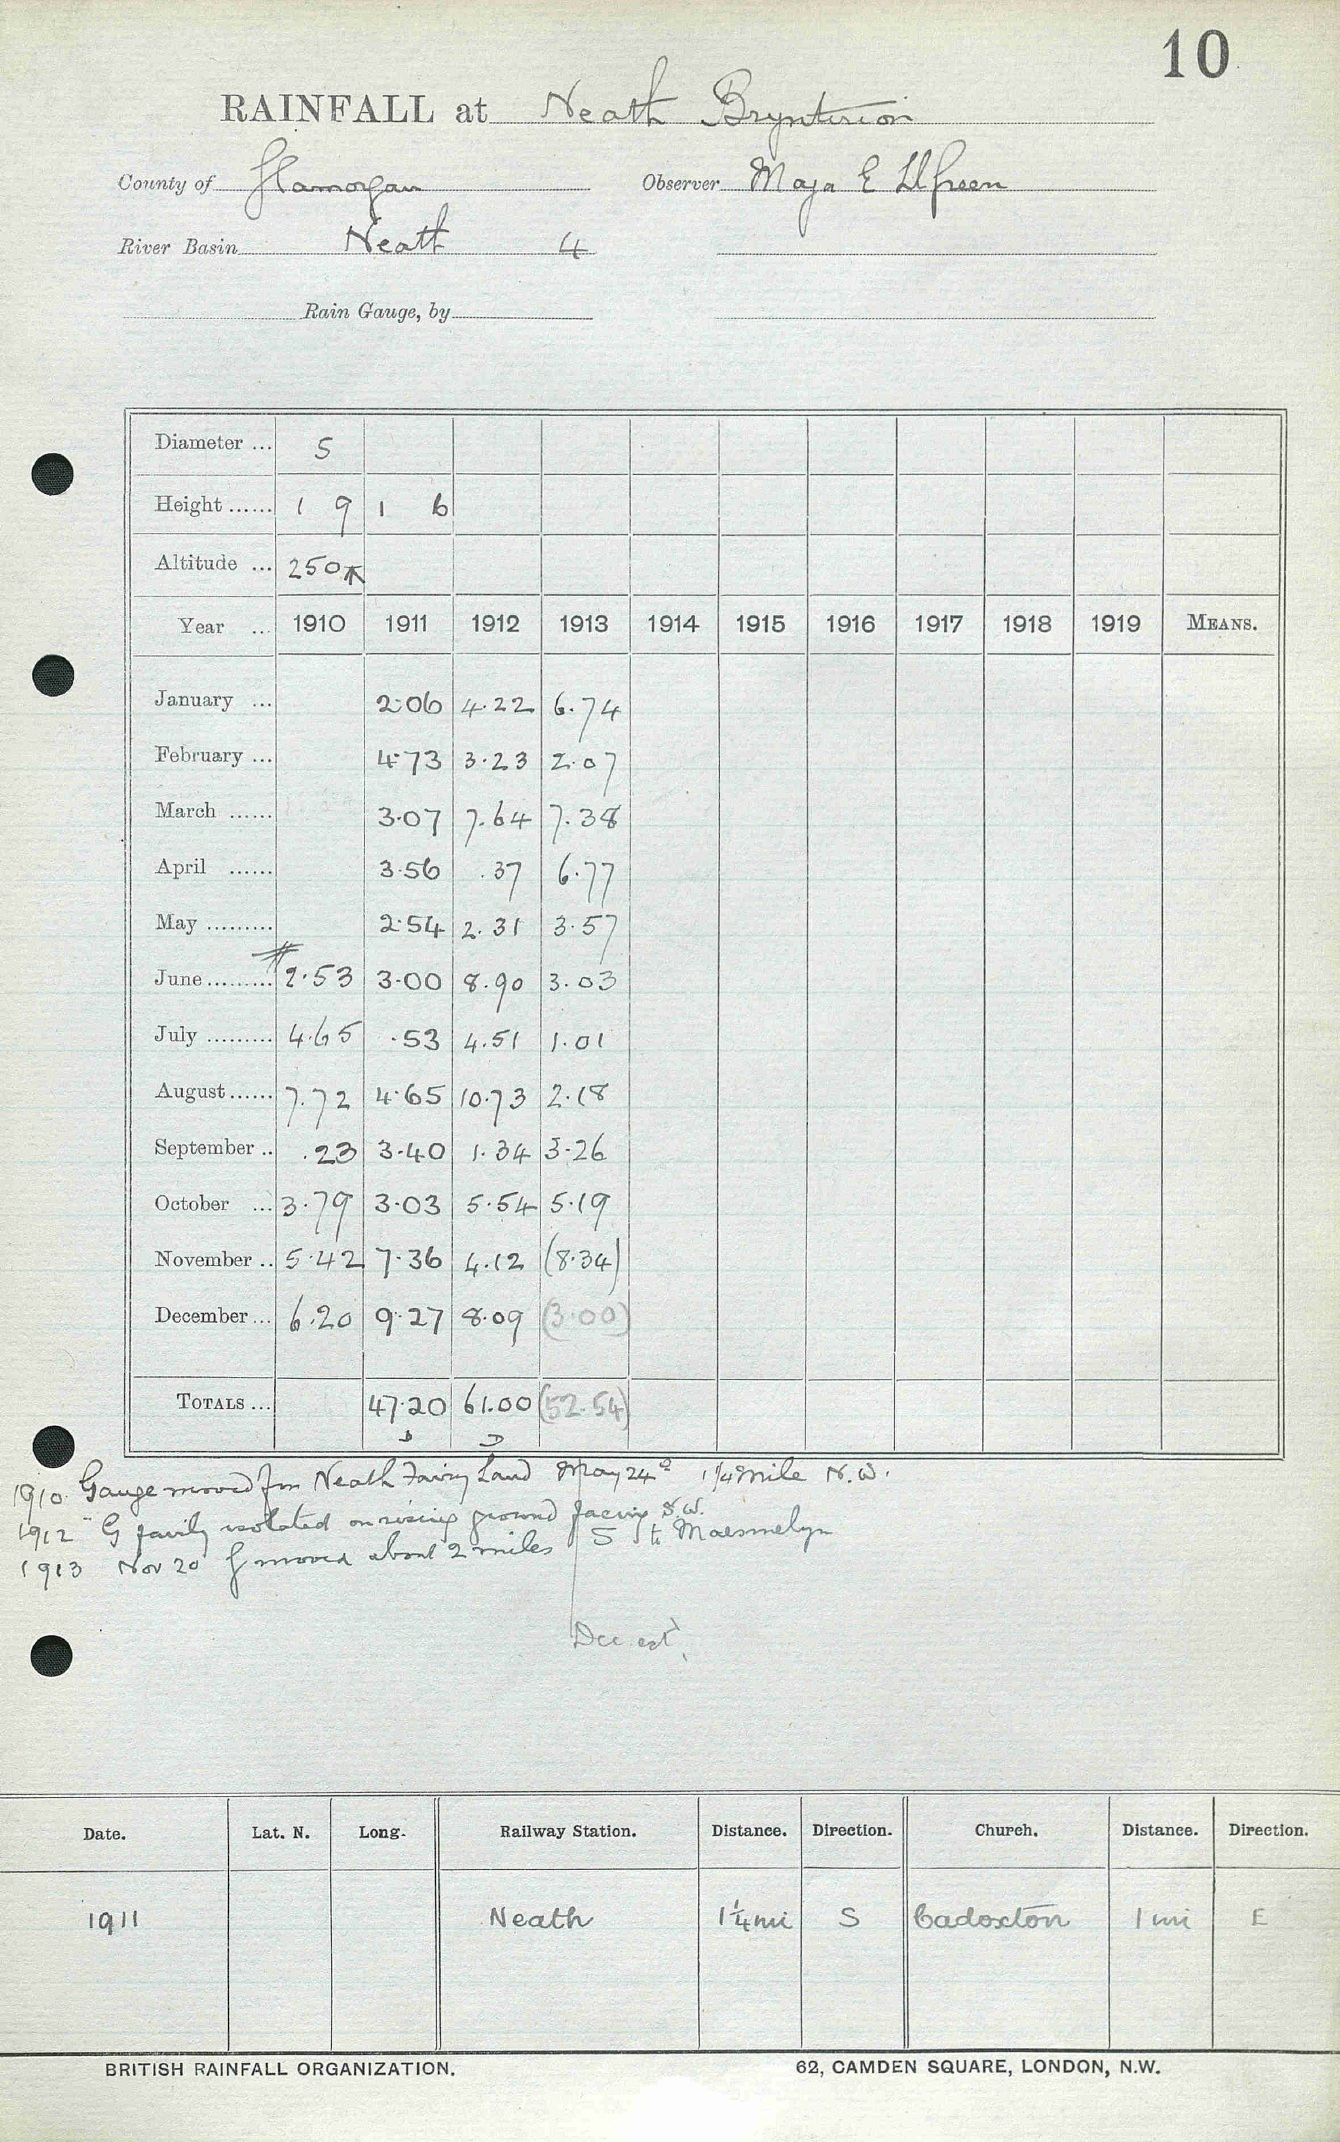 10
RAINFALL at Neath Brynterion
County of Glamorgan Observer Major E Ll Green
River Basin Neath 4
Rain Gauge, by
Diameter ... 5
Height ...... 1 9 1 6
Altitude ... 250
Year ... 1910 1911 1912 1913 1914 1915 1916 1917 1918 1919 MEANS.
January ... 2.06 4.22 6.74
February ... 4.73 3.23 2.07
March ...... 3.07 7.64 7.38
April ...... 3.56 .37 6.77
May ......... 2.54 2.31 3.57
June ......... 2.53 3.00 8.90 3.03
July ......... 4.65 .53 4.51 1.01
August ...... 7.72 4.65 10.73 2.18
September .. .23 3.40 1.34 3.26
October ... 3.79 3.03 5.54 5.19
November .. 5.42 7.36 4.12 (8.34)
December ... 6.20 9.27 8.09 (3.00)
TOTALS ... 47.20 61.00 (52.54)
1910. Gauge moved fm Neath Fairy Land May 24th 1¼ mile N.W.
1912 G fairly isolated on rising ground facing S.W.
1913 Nov 20 G moved about 2 miles S to Maesmelyn
Dec est
Date. Lat. N. Long. Railway Station. Distance. Direction. Church. Distance. Direction.
1911 Neath 1¼ mi S Cadoxton 1 mi E
BRITISH RAINFALL ORGANIZATION. 62, CAMDEN SQUARE, LONDON, N.W.